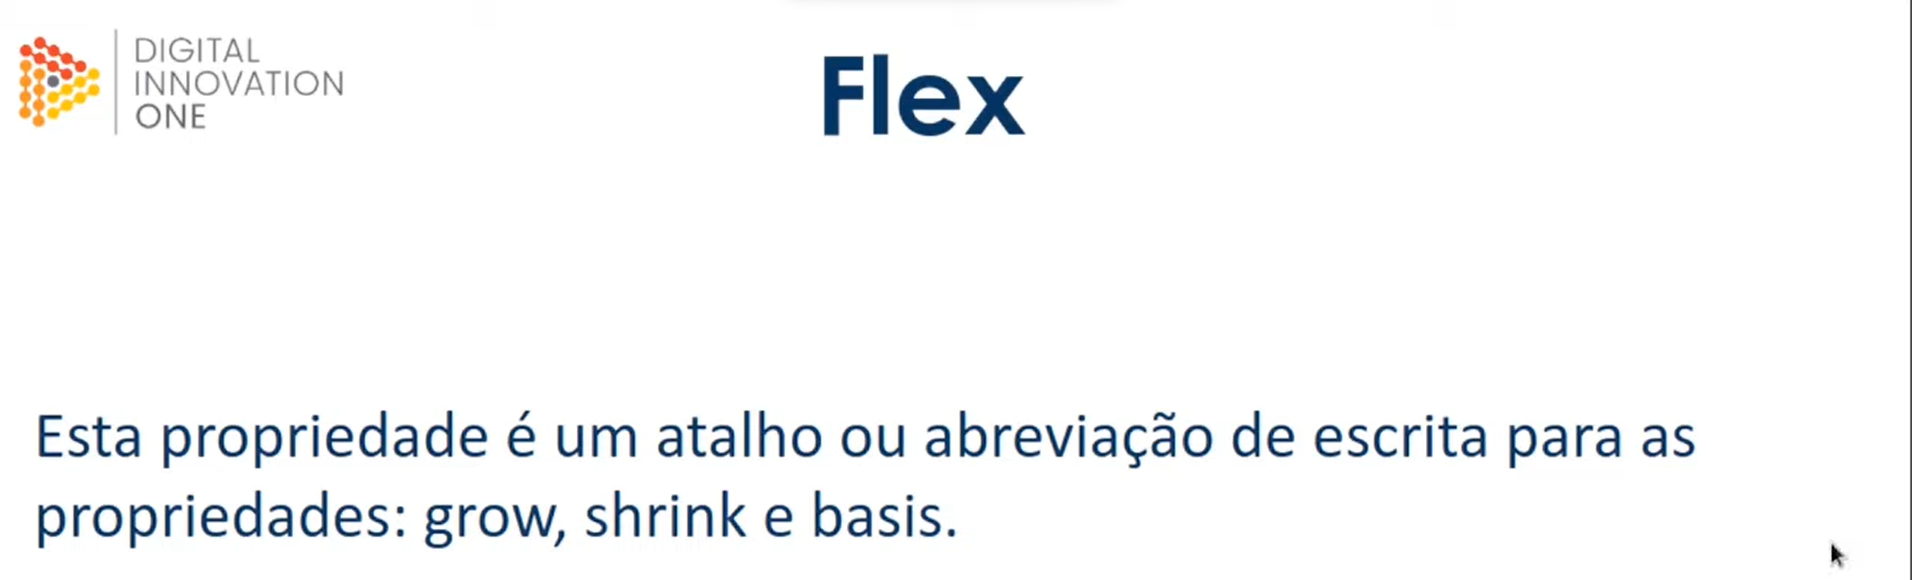 DIGITAL
INNOVATION
ONE
Flex
Esta propriedade é um atalho ou abreviação de escrita para as
propriedades: grow, shrink e basis.